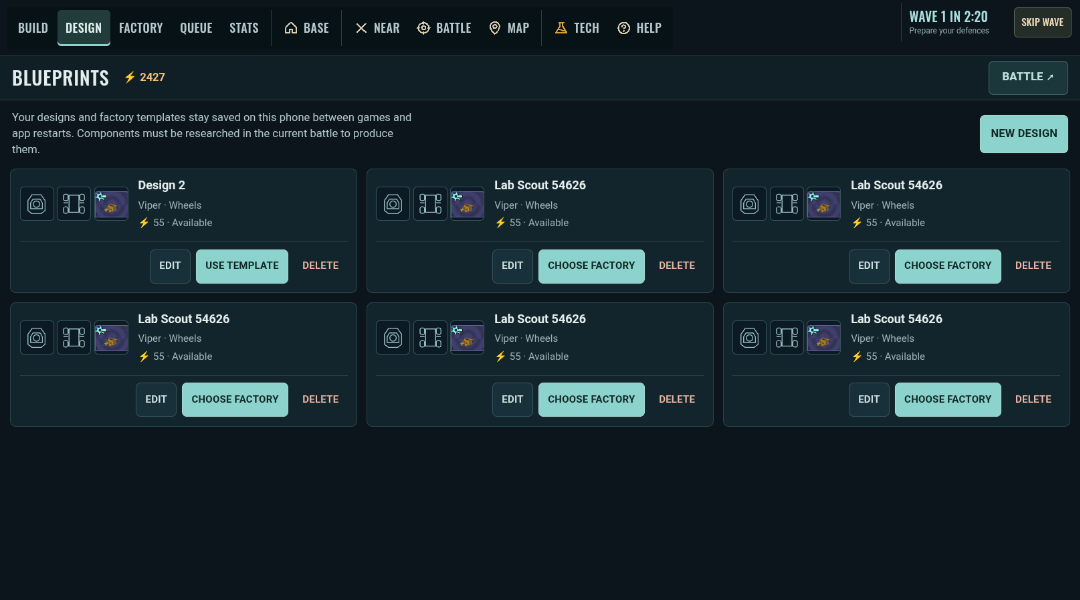 BUILD DESIGN FACTORY QUEUE STATS BASE NEAR BATTLE MAP TECH HELP
WAVE 1 IN 2:20
Prepare your defences
SKIP WAVE
BLUEPRINTS ⚡ 2427
BATTLE ↗
Your designs and factory templates stay saved on this phone between games and
app restarts. Components must be researched in the current battle to produce
them.
NEW DESIGN
Design 2
Viper · Wheels
⚡ 55 · Available
EDIT USE TEMPLATE DELETE
Lab Scout 54626
Viper · Wheels
⚡ 55 · Available
EDIT CHOOSE FACTORY DELETE
Lab Scout 54626
Viper · Wheels
⚡ 55 · Available
EDIT CHOOSE FACTORY DELETE
Lab Scout 54626
Viper · Wheels
⚡ 55 · Available
EDIT CHOOSE FACTORY DELETE
Lab Scout 54626
Viper · Wheels
⚡ 55 · Available
EDIT CHOOSE FACTORY DELETE
Lab Scout 54626
Viper · Wheels
⚡ 55 · Available
EDIT CHOOSE FACTORY DELETE